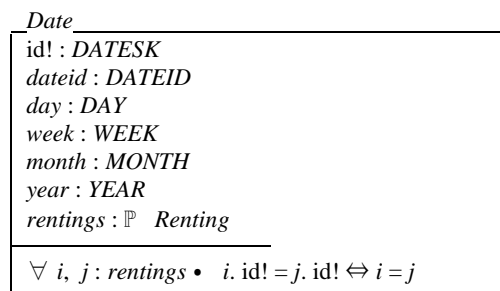 Date
id! : DATESK
dateid : DATEID
day : DAY
week : WEEK
month : MONTH
year : YEAR
rentings : ℙ Renting
∀ i, j : rentings • i. id! = j. id! ⇔ i = j